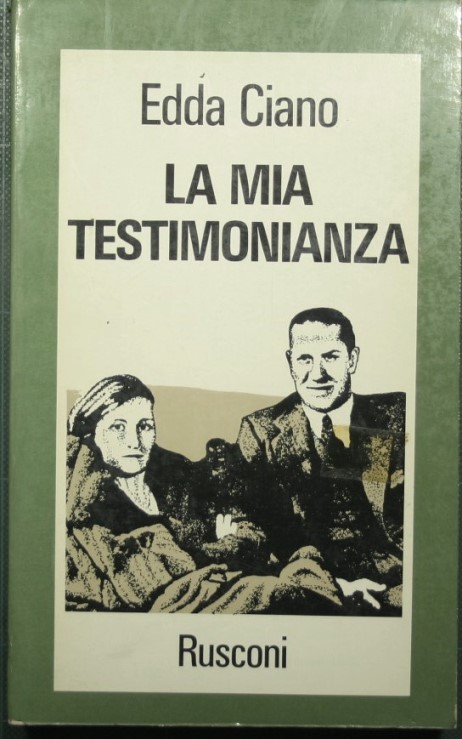 Edda Ciano
LA MIA
TESTIMONIANZA
Rusconi